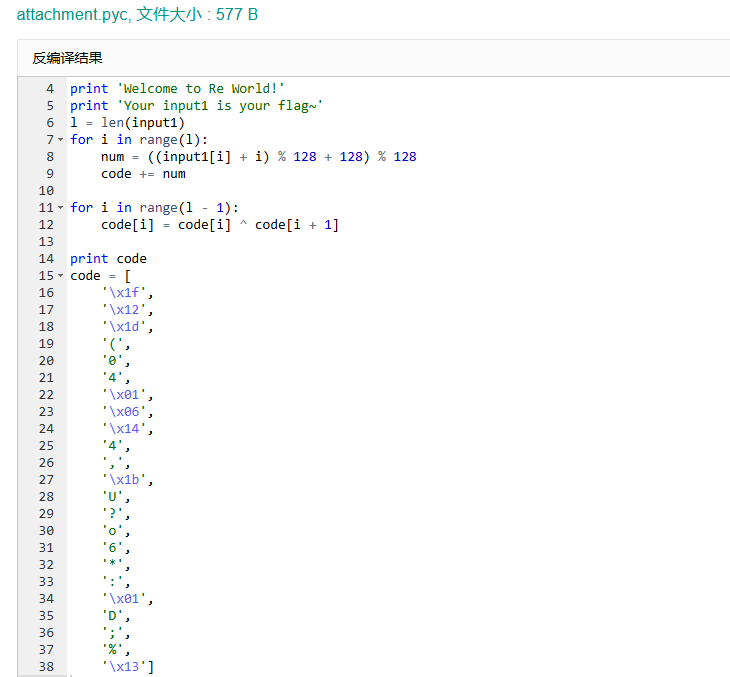 attachment.pyc, 文件大小 : 577 B
反编译结果
4 print 'Welcome to Re World!'
5 print 'Your input1 is your flag~'
6 l = len(input1)
7 for i in range(l):
8     num = ((input1[i] + i) % 128 + 128) % 128
9     code += num
10
11 for i in range(l - 1):
12     code[i] = code[i] ^ code[i + 1]
13
14 print code
15 code = [
16     '\x1f',
17     '\x12',
18     '\x1d',
19     '(',
20     '0',
21     '4',
22     '\x01',
23     '\x06',
24     '\x14',
25     '4',
26     ',',
27     '\x1b',
28     'U',
29     '?',
30     'o',
31     '6',
32     '*',
33     ':',
34     '\x01',
35     'D',
36     ';',
37     '%',
38     '\x13']